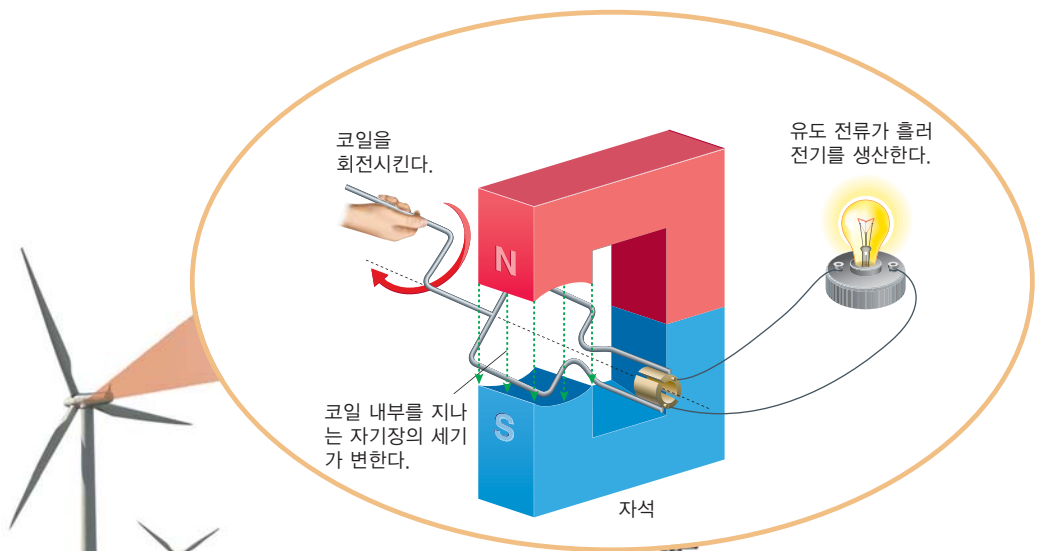 코일을
회전시킨다.
유도 전류가 흘러
전기를 생산한다.
N
코일 내부를 지나
는 자기장의 세기
가 변한다.
S
자석